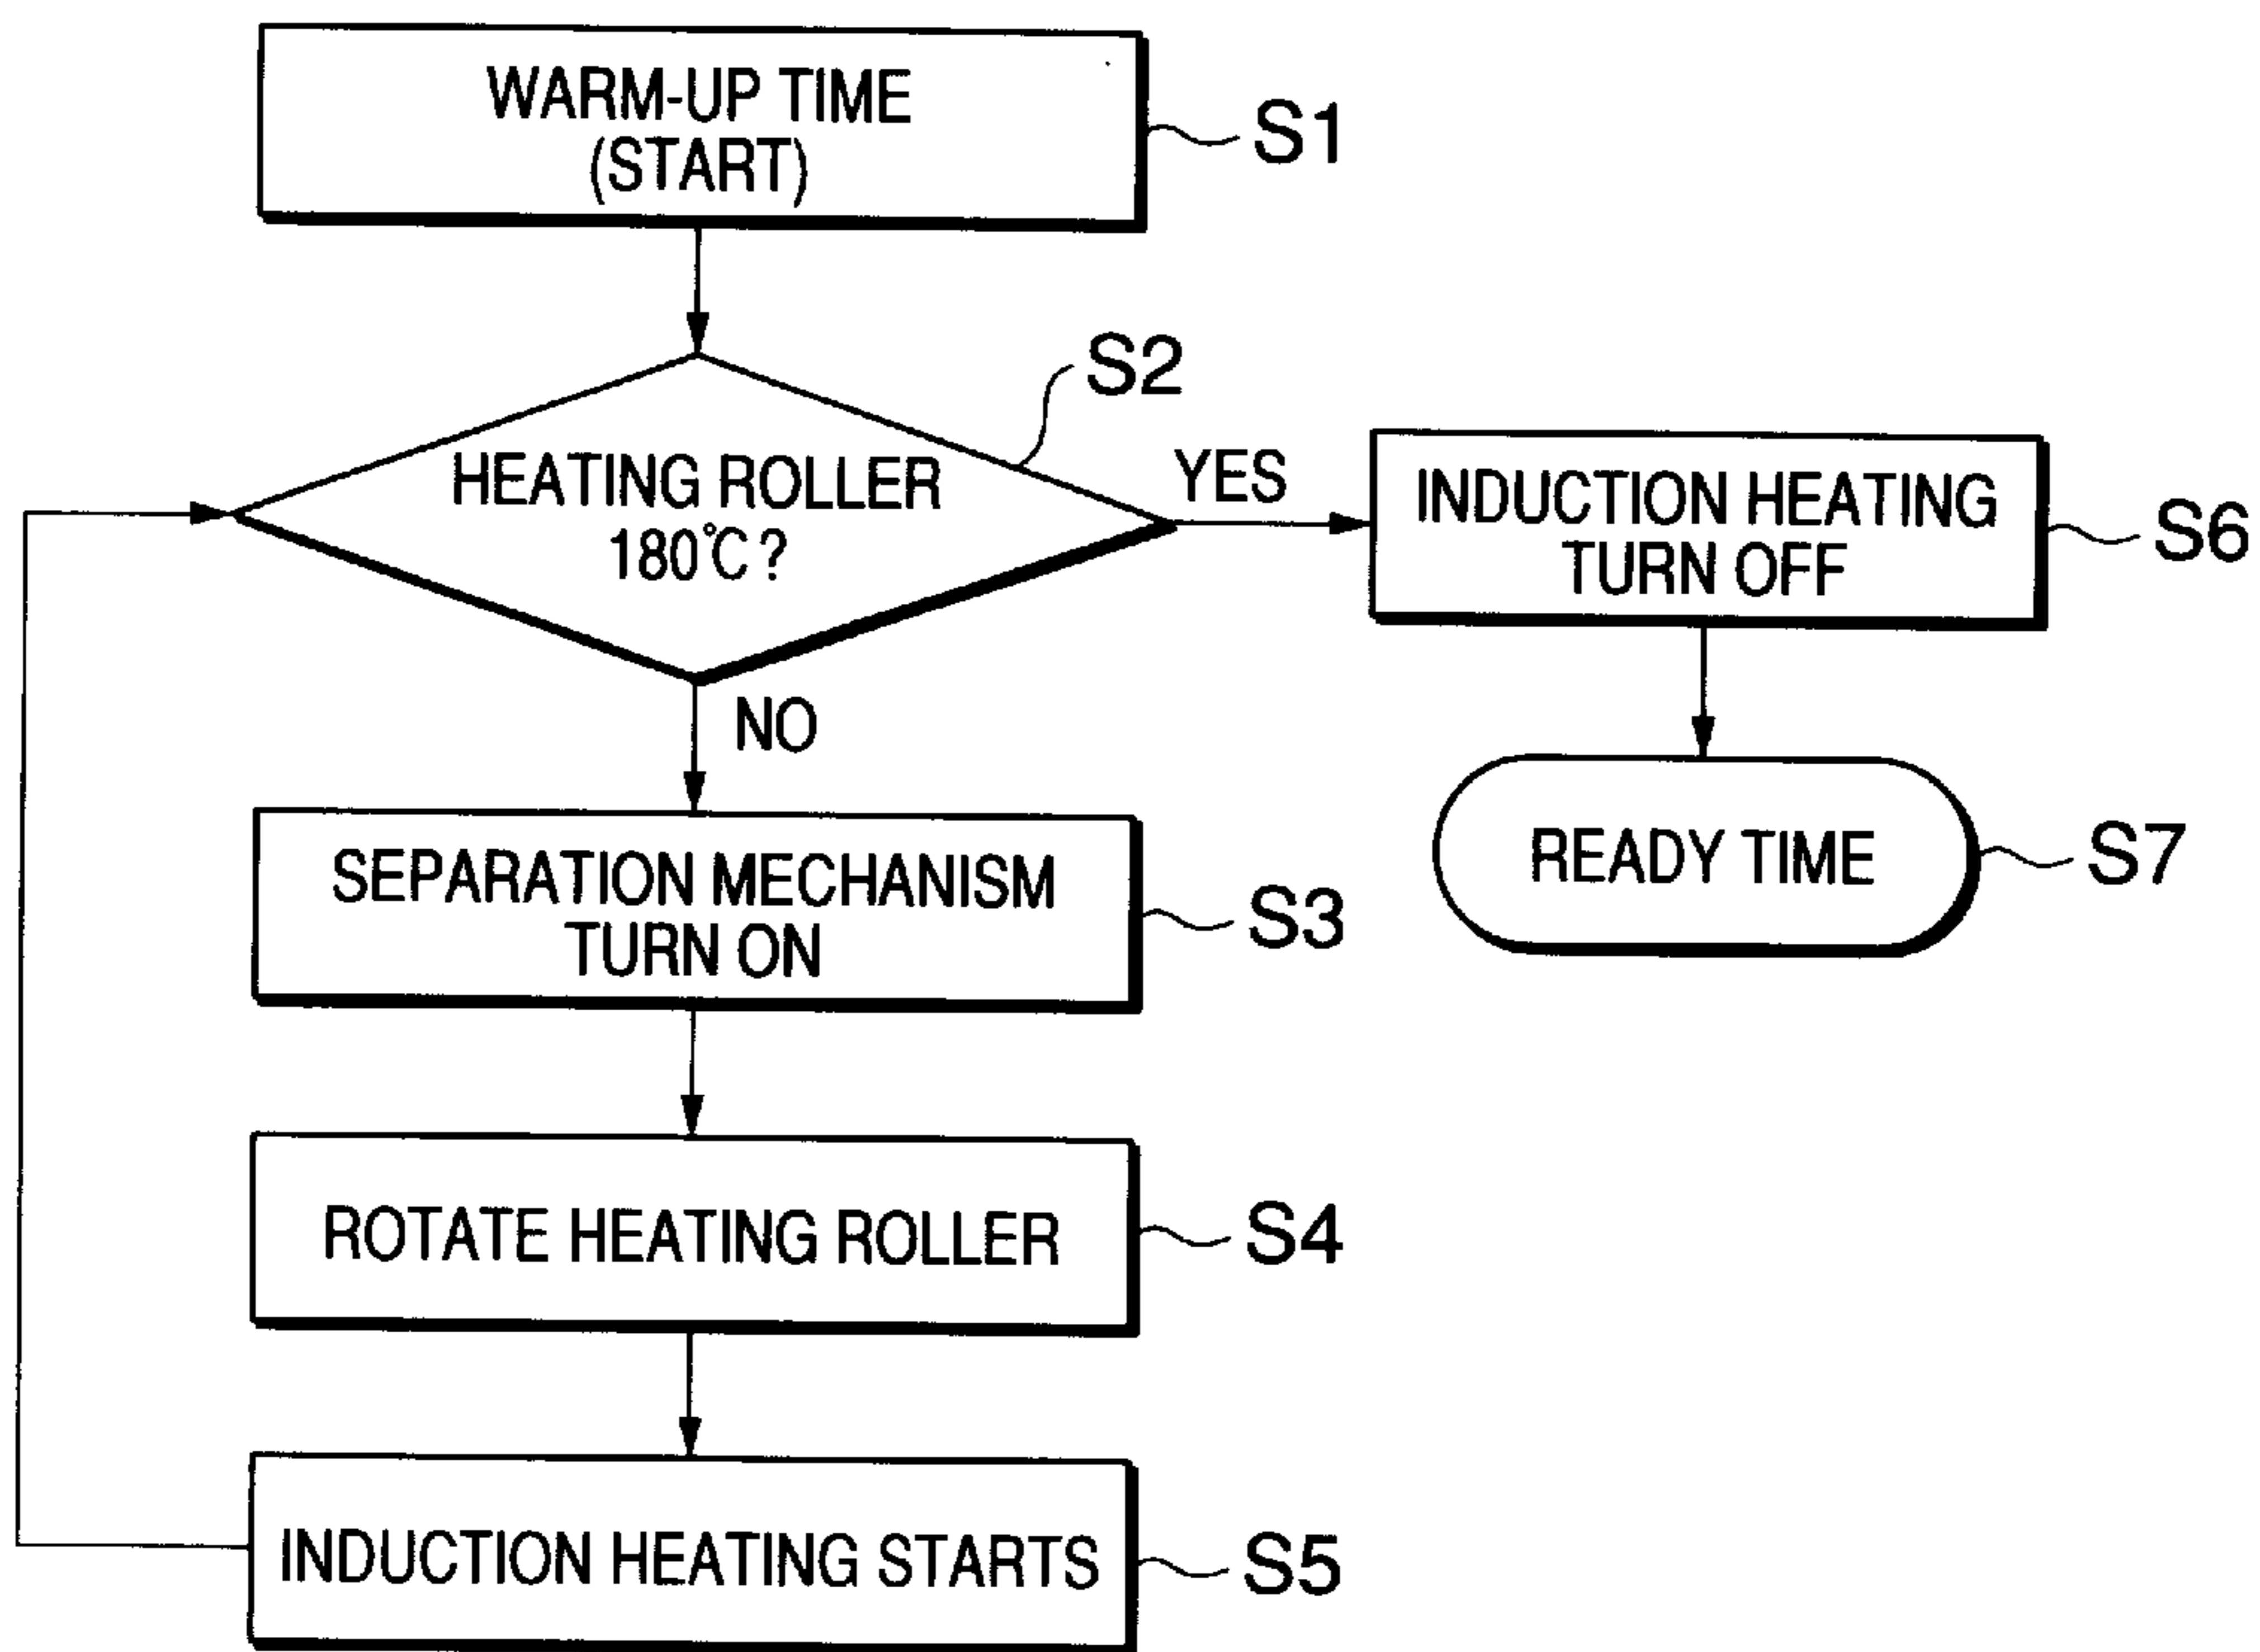 WARM-UP TIME
(START)
S1
S2
HEATING ROLLER
180°C?
YES
INDUCTION HEATING
TURN OFF
S6
NO
READY TIME
S7
SEPARATION MECHANISM
TURN ON
S3
ROTATE HEATING ROLLER
S4
INDUCTION HEATING STARTS
S5